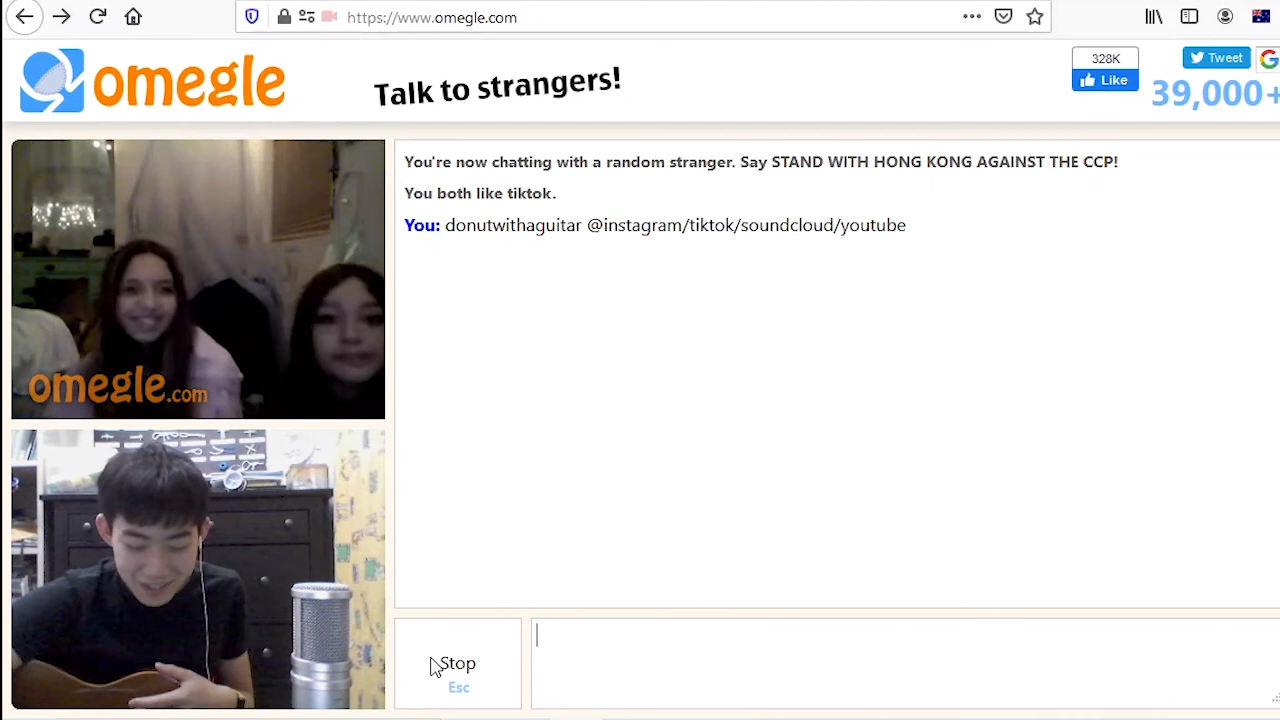 https://www.omegle.com
omegle
Talk to strangers!
328K
Like
Tweet
G
39,000+
You're now chatting with a random stranger. Say STAND WITH HONG KONG AGAINST THE CCP!
You both like tiktok.
You: donutwithaguitar @instagram/tiktok/soundcloud/youtube
omegle.com
Stop
Esc